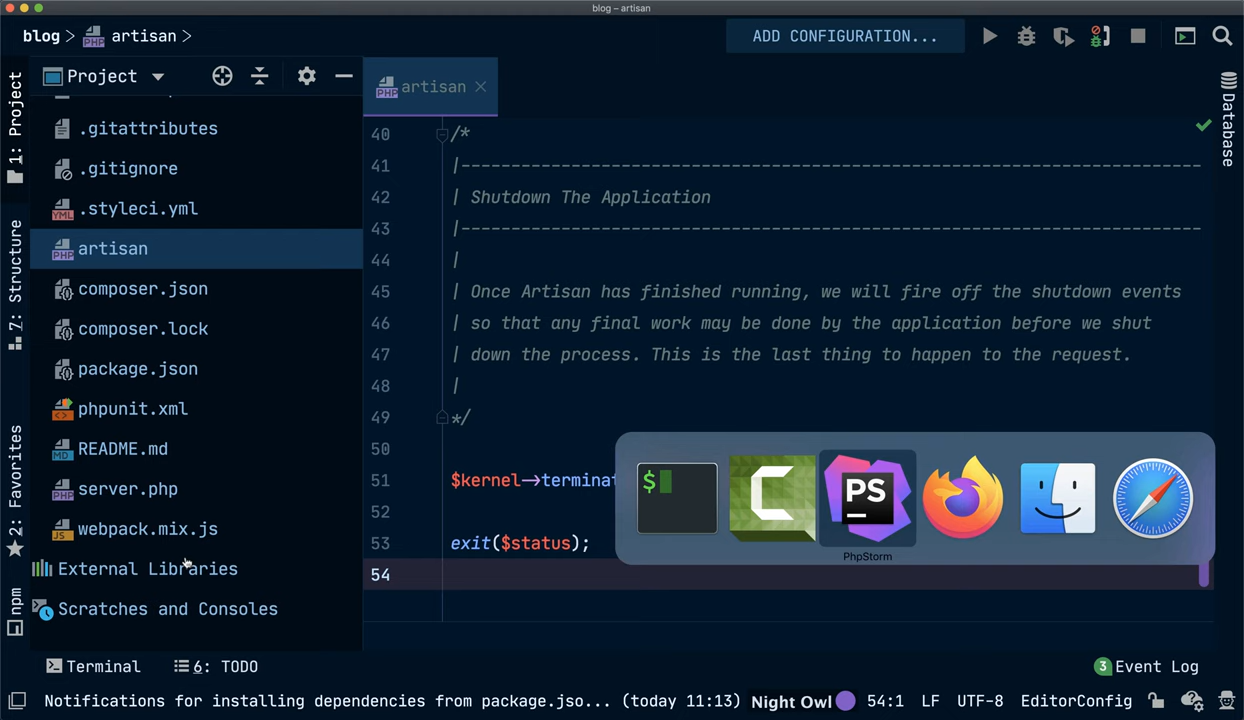 blog – artisan
blog > artisan >
ADD CONFIGURATION...
1: Project
7: Structure
2: Favorites
npm
Project
.gitattributes
.gitignore
.styleci.yml
artisan
composer.json
composer.lock
package.json
phpunit.xml
README.md
server.php
webpack.mix.js
External Libraries
Scratches and Consoles
artisan
40 /*
41 |--------------------------------------------------------------------------
42 | Shutdown The Application
43 |--------------------------------------------------------------------------
44 |
45 | Once Artisan has finished running, we will fire off the shutdown events
46 | so that any final work may be done by the application before we shut
47 | down the process. This is the last thing to happen to the request.
48 |
49 */
50
51 $kernel->terminat
52
53 exit($status);
54
$
C
PS
PhpStorm
Database
Terminal
6: TODO
3 Event Log
Notifications for installing dependencies from package.jso... (today 11:13)
Night Owl
54:1
LF
UTF-8
EditorConfig